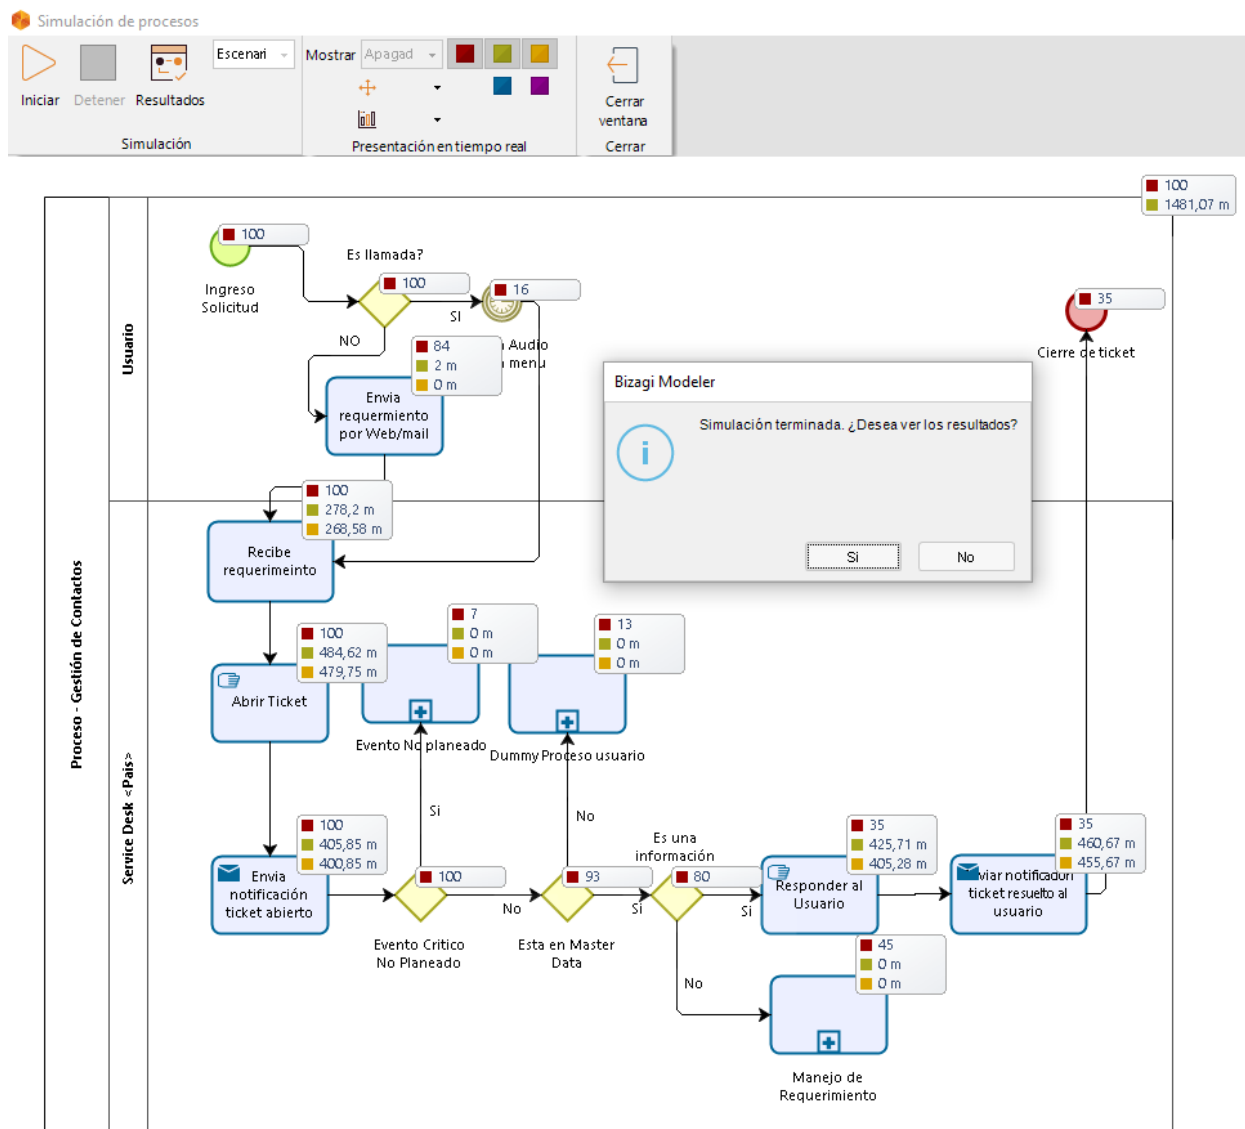 Simulación de procesos
Escenari
Mostrar
Apagad
Iniciar
Detener
Resultados
Cerrar
ventana
Simulación
Presentación en tiempo real
Cerrar
100
1481,07 m
100
Es llamada?
100
16
SI
Ingreso
Solicitud
NO
Audio
menu
84
2 m
0 m
35
Cierre de ticket
Usuario
Envia
requermiento
por Web/mail
Bizagi Modeler
Simulación terminada. ¿Desea ver los resultados?
Si
No
100
278,2 m
268,58 m
Recibe
requerimeinto
Proceso - Gestión de Contactos
Service Desk <Pais>
100
484,62 m
479,75 m
Abrir Ticket
7
0 m
0 m
13
0 m
0 m
Evento No planeado
Dummy Proceso usuario
Si
No
100
405,85 m
400,85 m
Envia
notificación
ticket abierto
100
No
93
Si
Es una
información
80
Si
35
425,71 m
405,28 m
Responder al
Usuario
35
460,67 m
455,67 m
viar notificación
ticket resuelto al
usuario
Evento Critico
No Planeado
Esta en Master
Data
No
45
0 m
0 m
Manejo de
Requerimiento